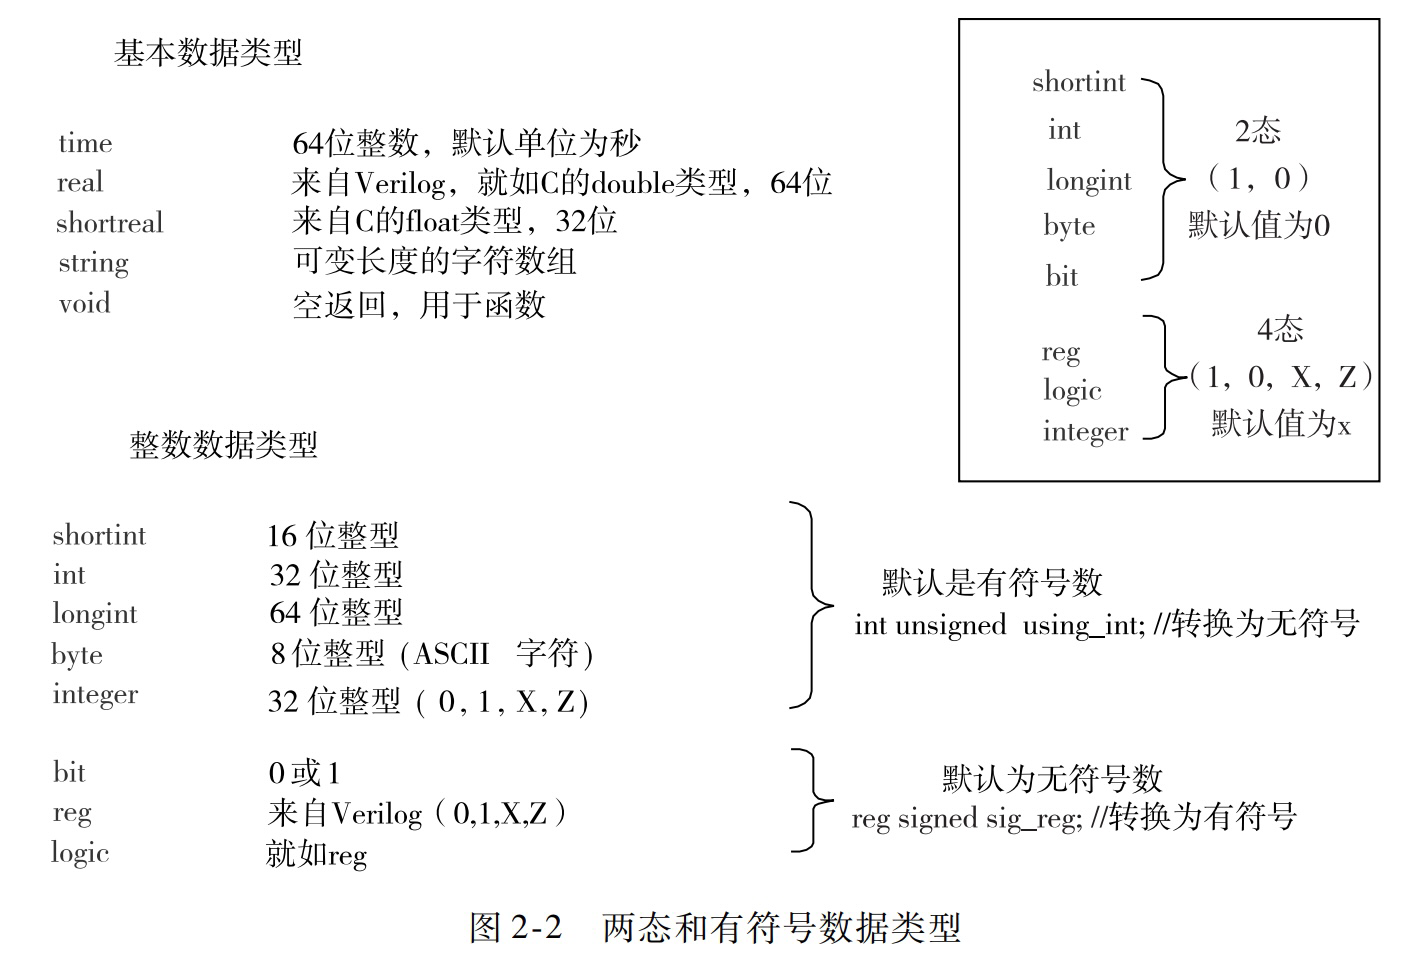 基本数据类型
time 64位整数，默认单位为秒
real 来自Verilog，就如C的double类型，64位
shortreal 来自C的float类型，32位
string 可变长度的字符数组
void 空返回，用于函数
shortint
int 2态
longint （1，0）
byte 默认值为0
bit
4态
reg
（1，0，X，Z）
logic
默认值为x
integer
整数数据类型
shortint 16 位整型
int 32 位整型
longint 64 位整型
byte 8位整型 (ASCII 字符)
integer 32 位整型 ( 0, 1, X, Z)
默认是有符号数
int unsigned using_int; //转换为无符号
bit 0或1
reg 来自Verilog（0,1,X,Z）
logic 就如reg
默认为无符号数
reg signed sig_reg; //转换为有符号
图 2-2 两态和有符号数据类型